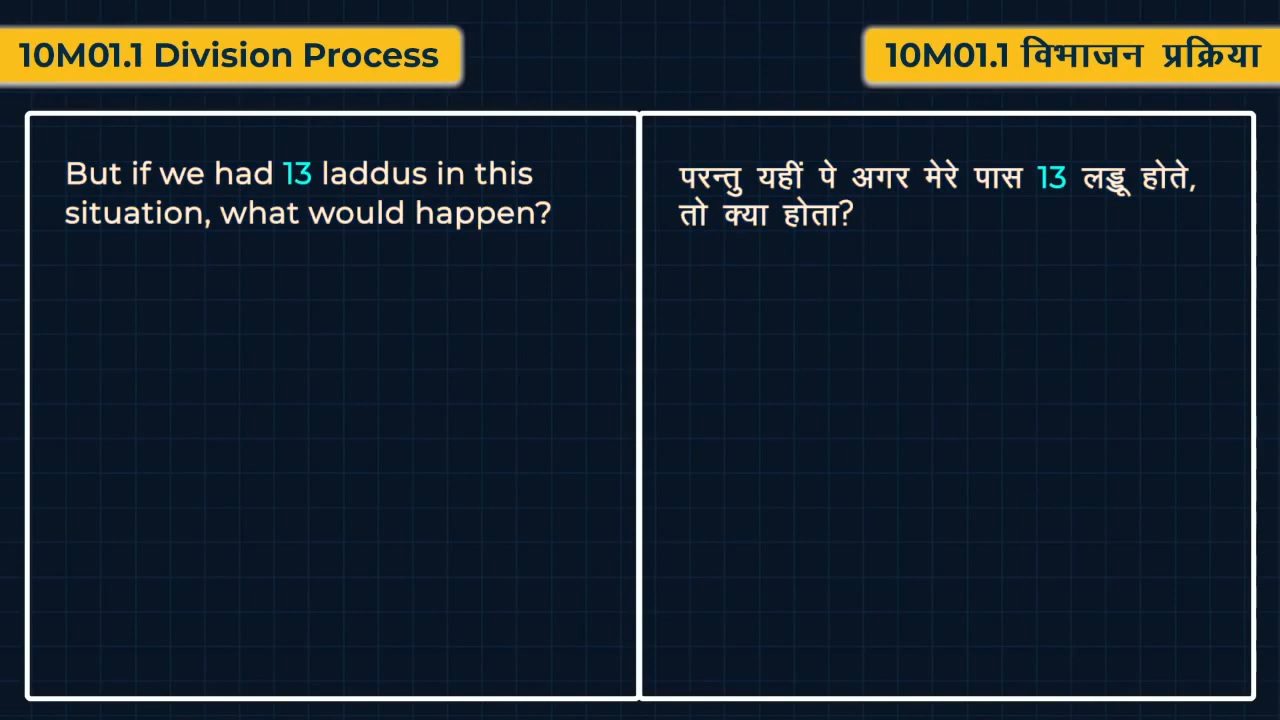 10M01.1 Division Process
10M01.1 विभाजन प्रक्रिया
But if we had 13 laddus in this
situation, what would happen?
परन्तु यहीं पे अगर मेरे पास 13 लड्डू होते,
तो क्या होता?